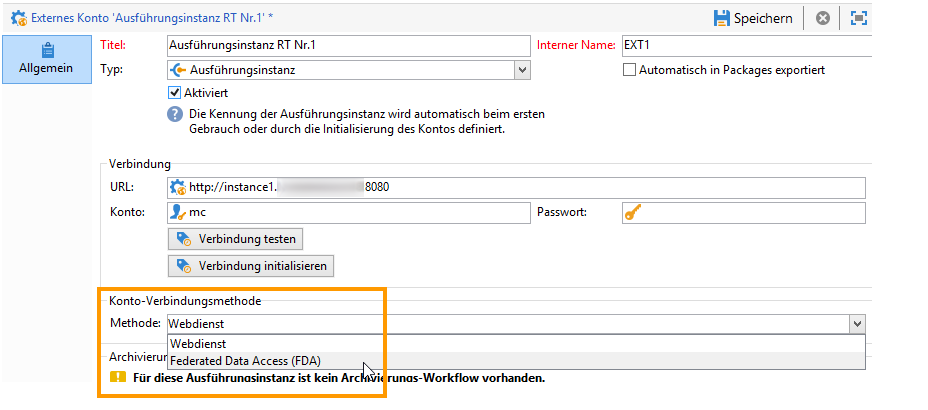 Externes Konto 'Ausführungsinstanz RT Nr.1' *
Speichern
Allgemein
Titel: Ausführungsinstanz RT Nr.1 Interner Name: EXT1
Typ: Ausführungsinstanz Automatisch in Packages exportiert
Aktiviert
Die Kennung der Ausführungsinstanz wird automatisch beim ersten
Gebrauch oder durch die Initialisierung des Kontos definiert.
Verbindung
URL: http://instance1. 8080
Konto: mc Passwort:
Verbindung testen
Verbindung initialisieren
Konto-Verbindungsmethode
Methode: Webdienst
Webdienst
Federated Data Access (FDA)
Für diese Ausführungsinstanz ist kein Archivierungs-Workflow vorhanden.